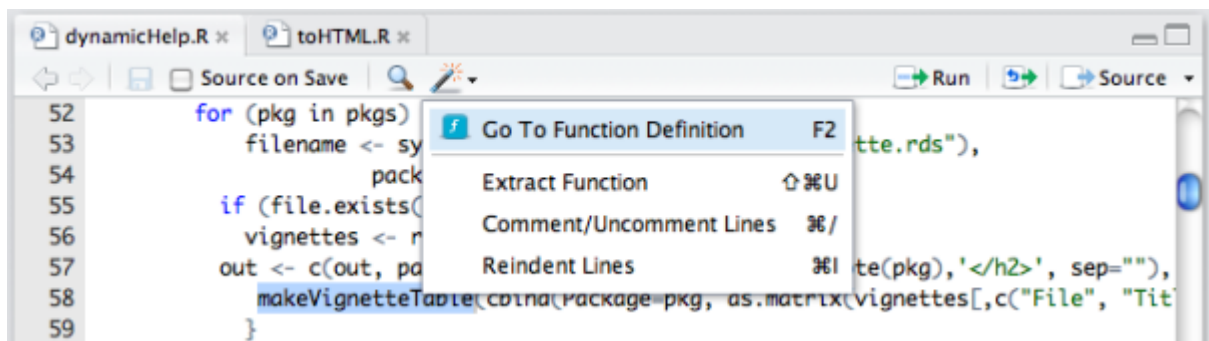 dynamicHelp.R × toHTML.R ×
Source on Save Run Source
52 for (pkg in pkgs)
53 filename <- sy tte.rds"),
54 pack
55 if (file.exists(
56 vignettes <- r
57 out <- c(out, pa te(pkg),'</h2>', sep=""),
58 makeVignetteTable(cbind(Package=pkg, as.matrix(vignettes[,c("File", "Tit
59 }
Go To Function Definition F2
Extract Function ⇧⌘U
Comment/Uncomment Lines ⌘/
Reindent Lines ⌘I